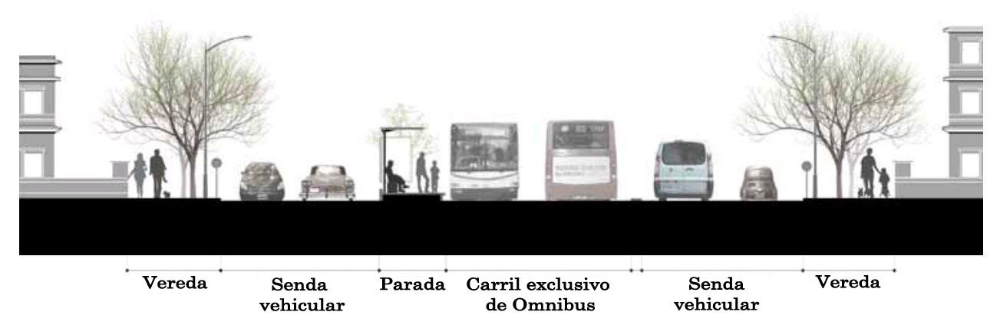 Vereda
Senda
vehicular
Parada
Carril exclusivo
de Omnibus
Senda
vehicular
Vereda